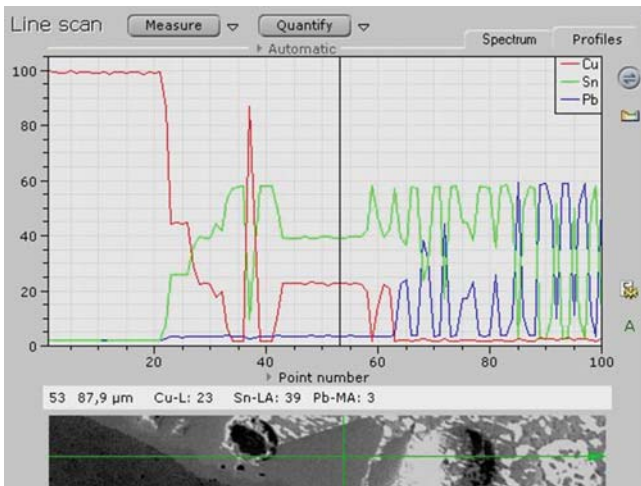 Line scan Measure Quantify
Automatic Spectrum Profiles
100
80
60
40
20
0
Cu
Sn
Pb
20 40 60 80 100
Point number
53 87,9 µm Cu-L: 23 Sn-LA: 39 Pb-MA: 3
A